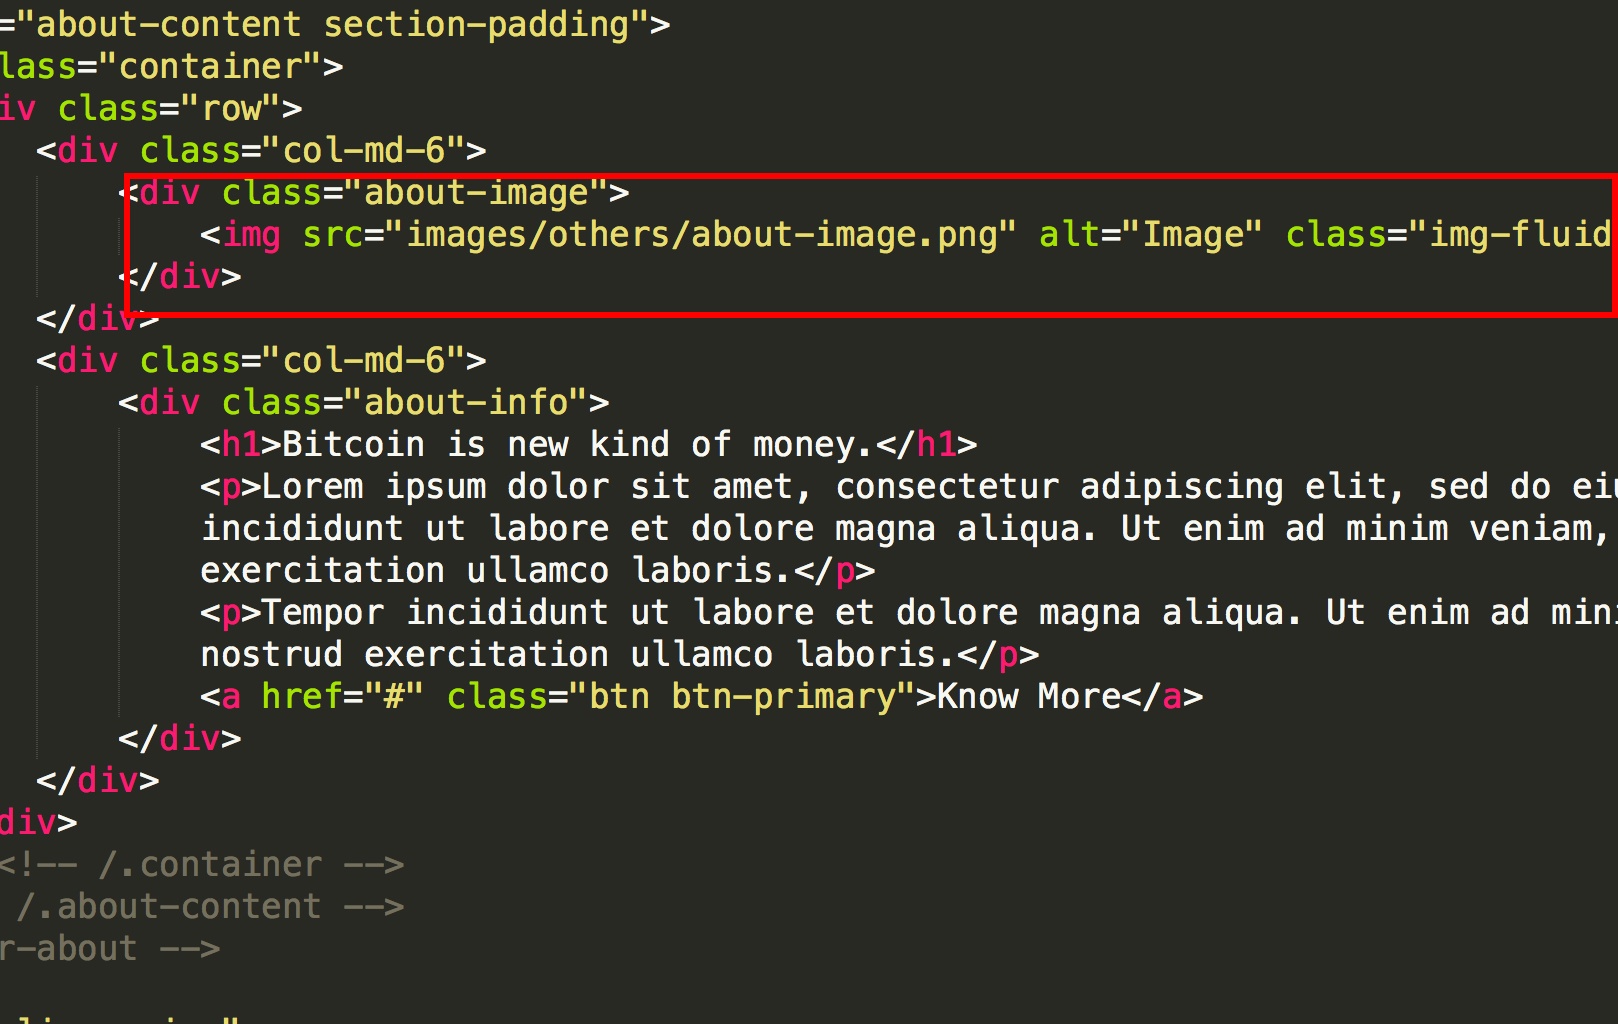 ="about-content section-padding">
lass="container">
iv class="row">
<div class="col-md-6">
<div class="about-image">
<img src="images/others/about-image.png" alt="Image" class="img-fluid
</div>
</div>
<div class="col-md-6">
<div class="about-info">
<h1>Bitcoin is new kind of money.</h1>
<p>Lorem ipsum dolor sit amet, consectetur adipiscing elit, sed do eiu
incididunt ut labore et dolore magna aliqua. Ut enim ad minim veniam,
exercitation ullamco laboris.</p>
<p>Tempor incididunt ut labore et dolore magna aliqua. Ut enim ad mini
nostrud exercitation ullamco laboris.</p>
<a href="#" class="btn btn-primary">Know More</a>
</div>
</div>
div>
<!-- /.container -->
/.about-content -->
r-about -->